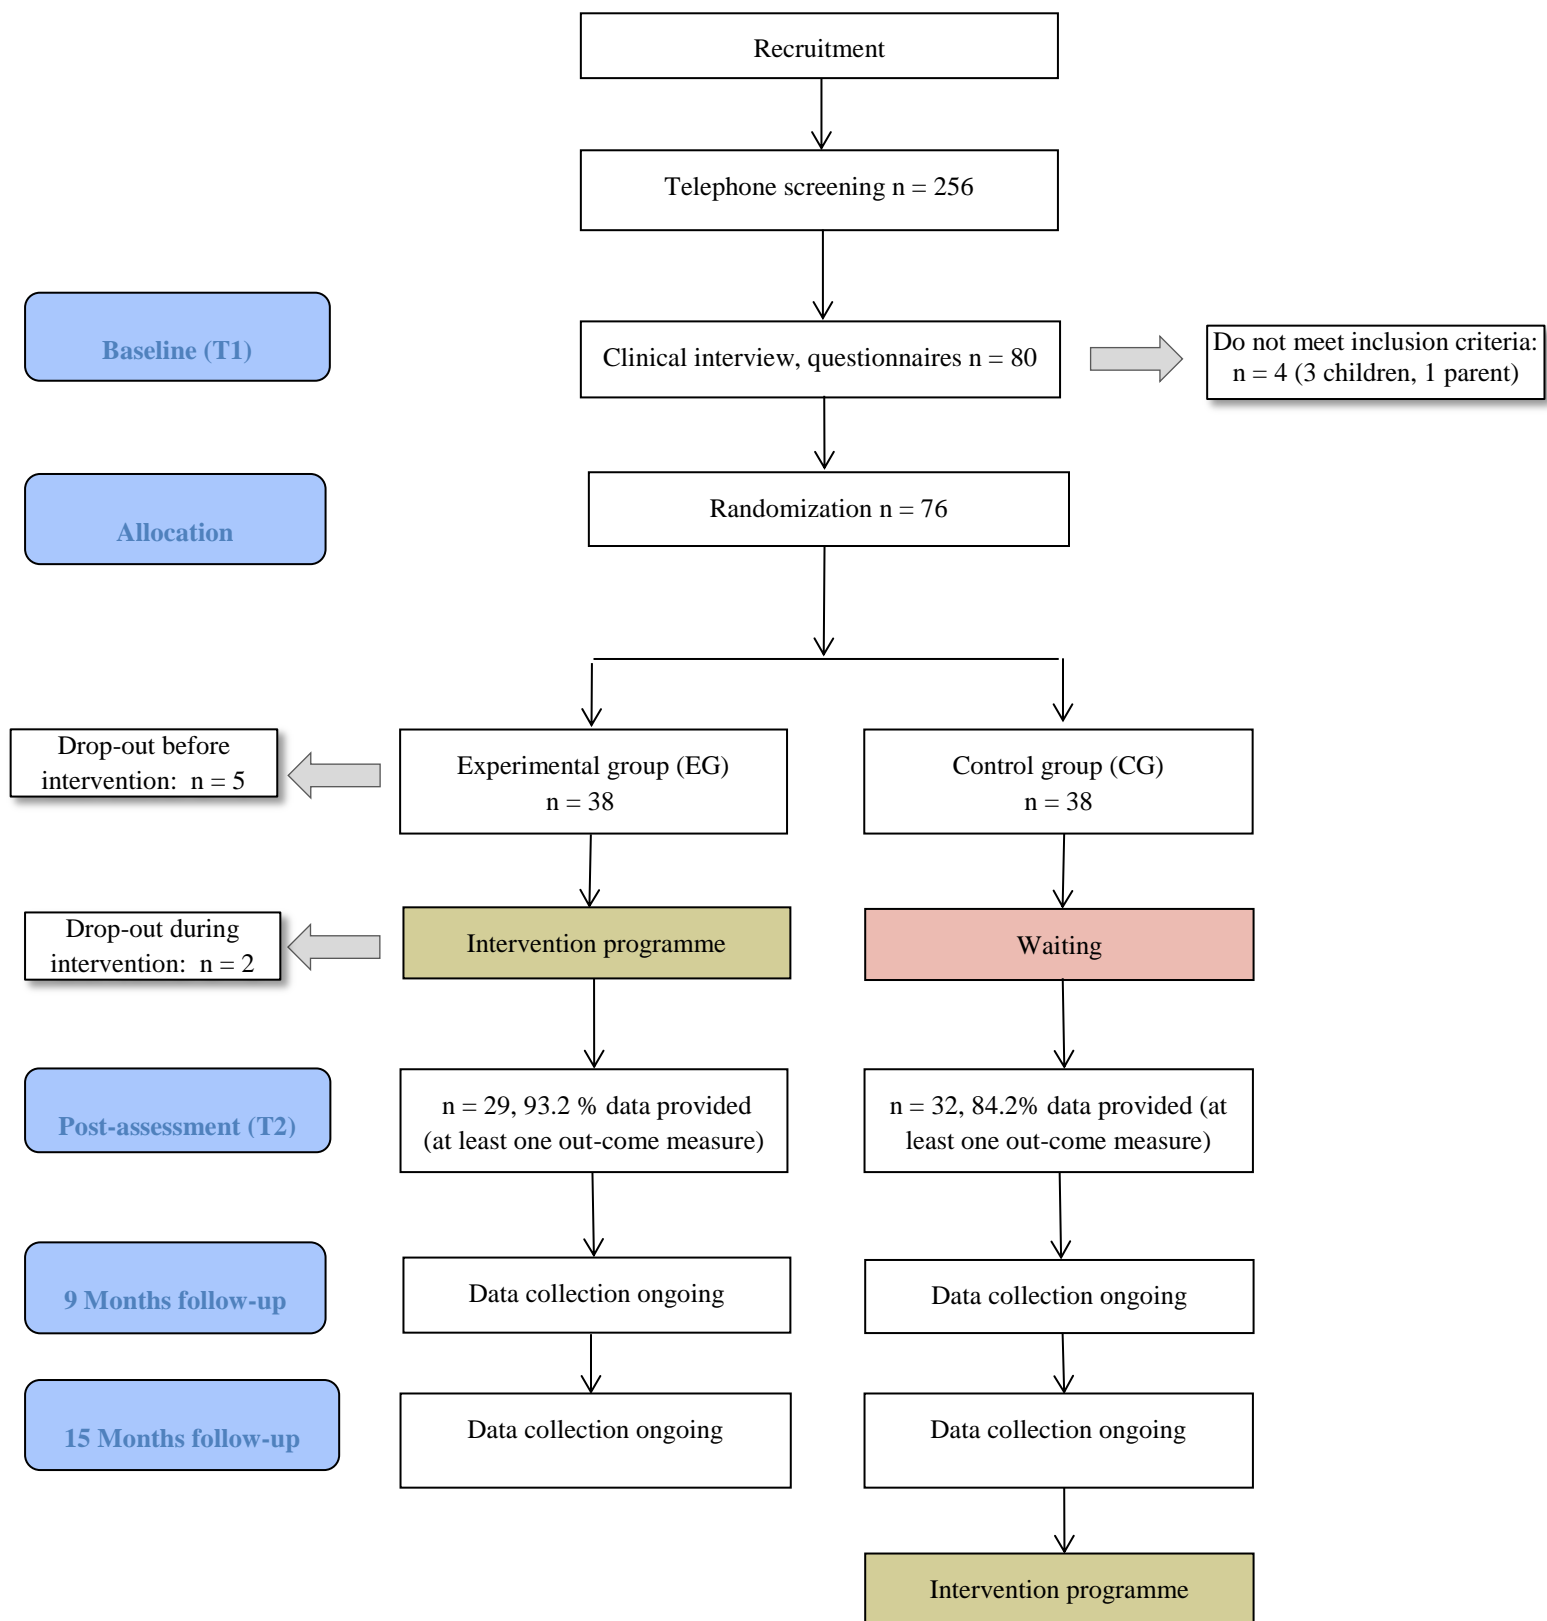 Recruitment
Telephone screening n = 256
Baseline (T1)
Clinical interview, questionnaires n = 80
Do not meet inclusion criteria:
n = 4 (3 children, 1 parent)
Allocation
Randomization n = 76
Drop-out before
intervention:  n = 5
Experimental group (EG)
n = 38
Control group (CG)
n = 38
Drop-out during
intervention:  n = 2
Intervention programme
Waiting
Post-assessment (T2)
n = 29, 93.2 % data provided
(at least one out-come measure)
n = 32, 84.2% data provided (at
least one out-come measure)
9 Months follow-up
Data collection ongoing
Data collection ongoing
15 Months follow-up
Data collection ongoing
Data collection ongoing
Intervention programme